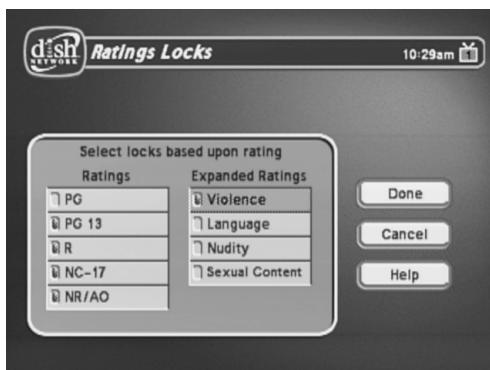 dish
NETWORK
Ratings Locks
10:29am
1
Select locks based upon rating
Ratings
PG
PG 13
R
NC-17
NR/AO
Expanded Ratings
Violence
Language
Nudity
Sexual Content
Done
Cancel
Help